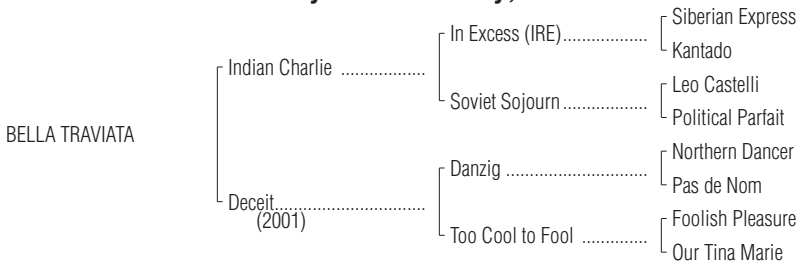 In Excess (IRE)................... Siberian Express
Kantado
Indian Charlie ...................
Soviet Sojourn................... Leo Castelli
Political Parfait
BELLA TRAVIATA
Danzig ............................... Northern Dancer
Pas de Nom
Deceit..................................
(2001)
Too Cool to Fool .............. Foolish Pleasure
Our Tina Marie